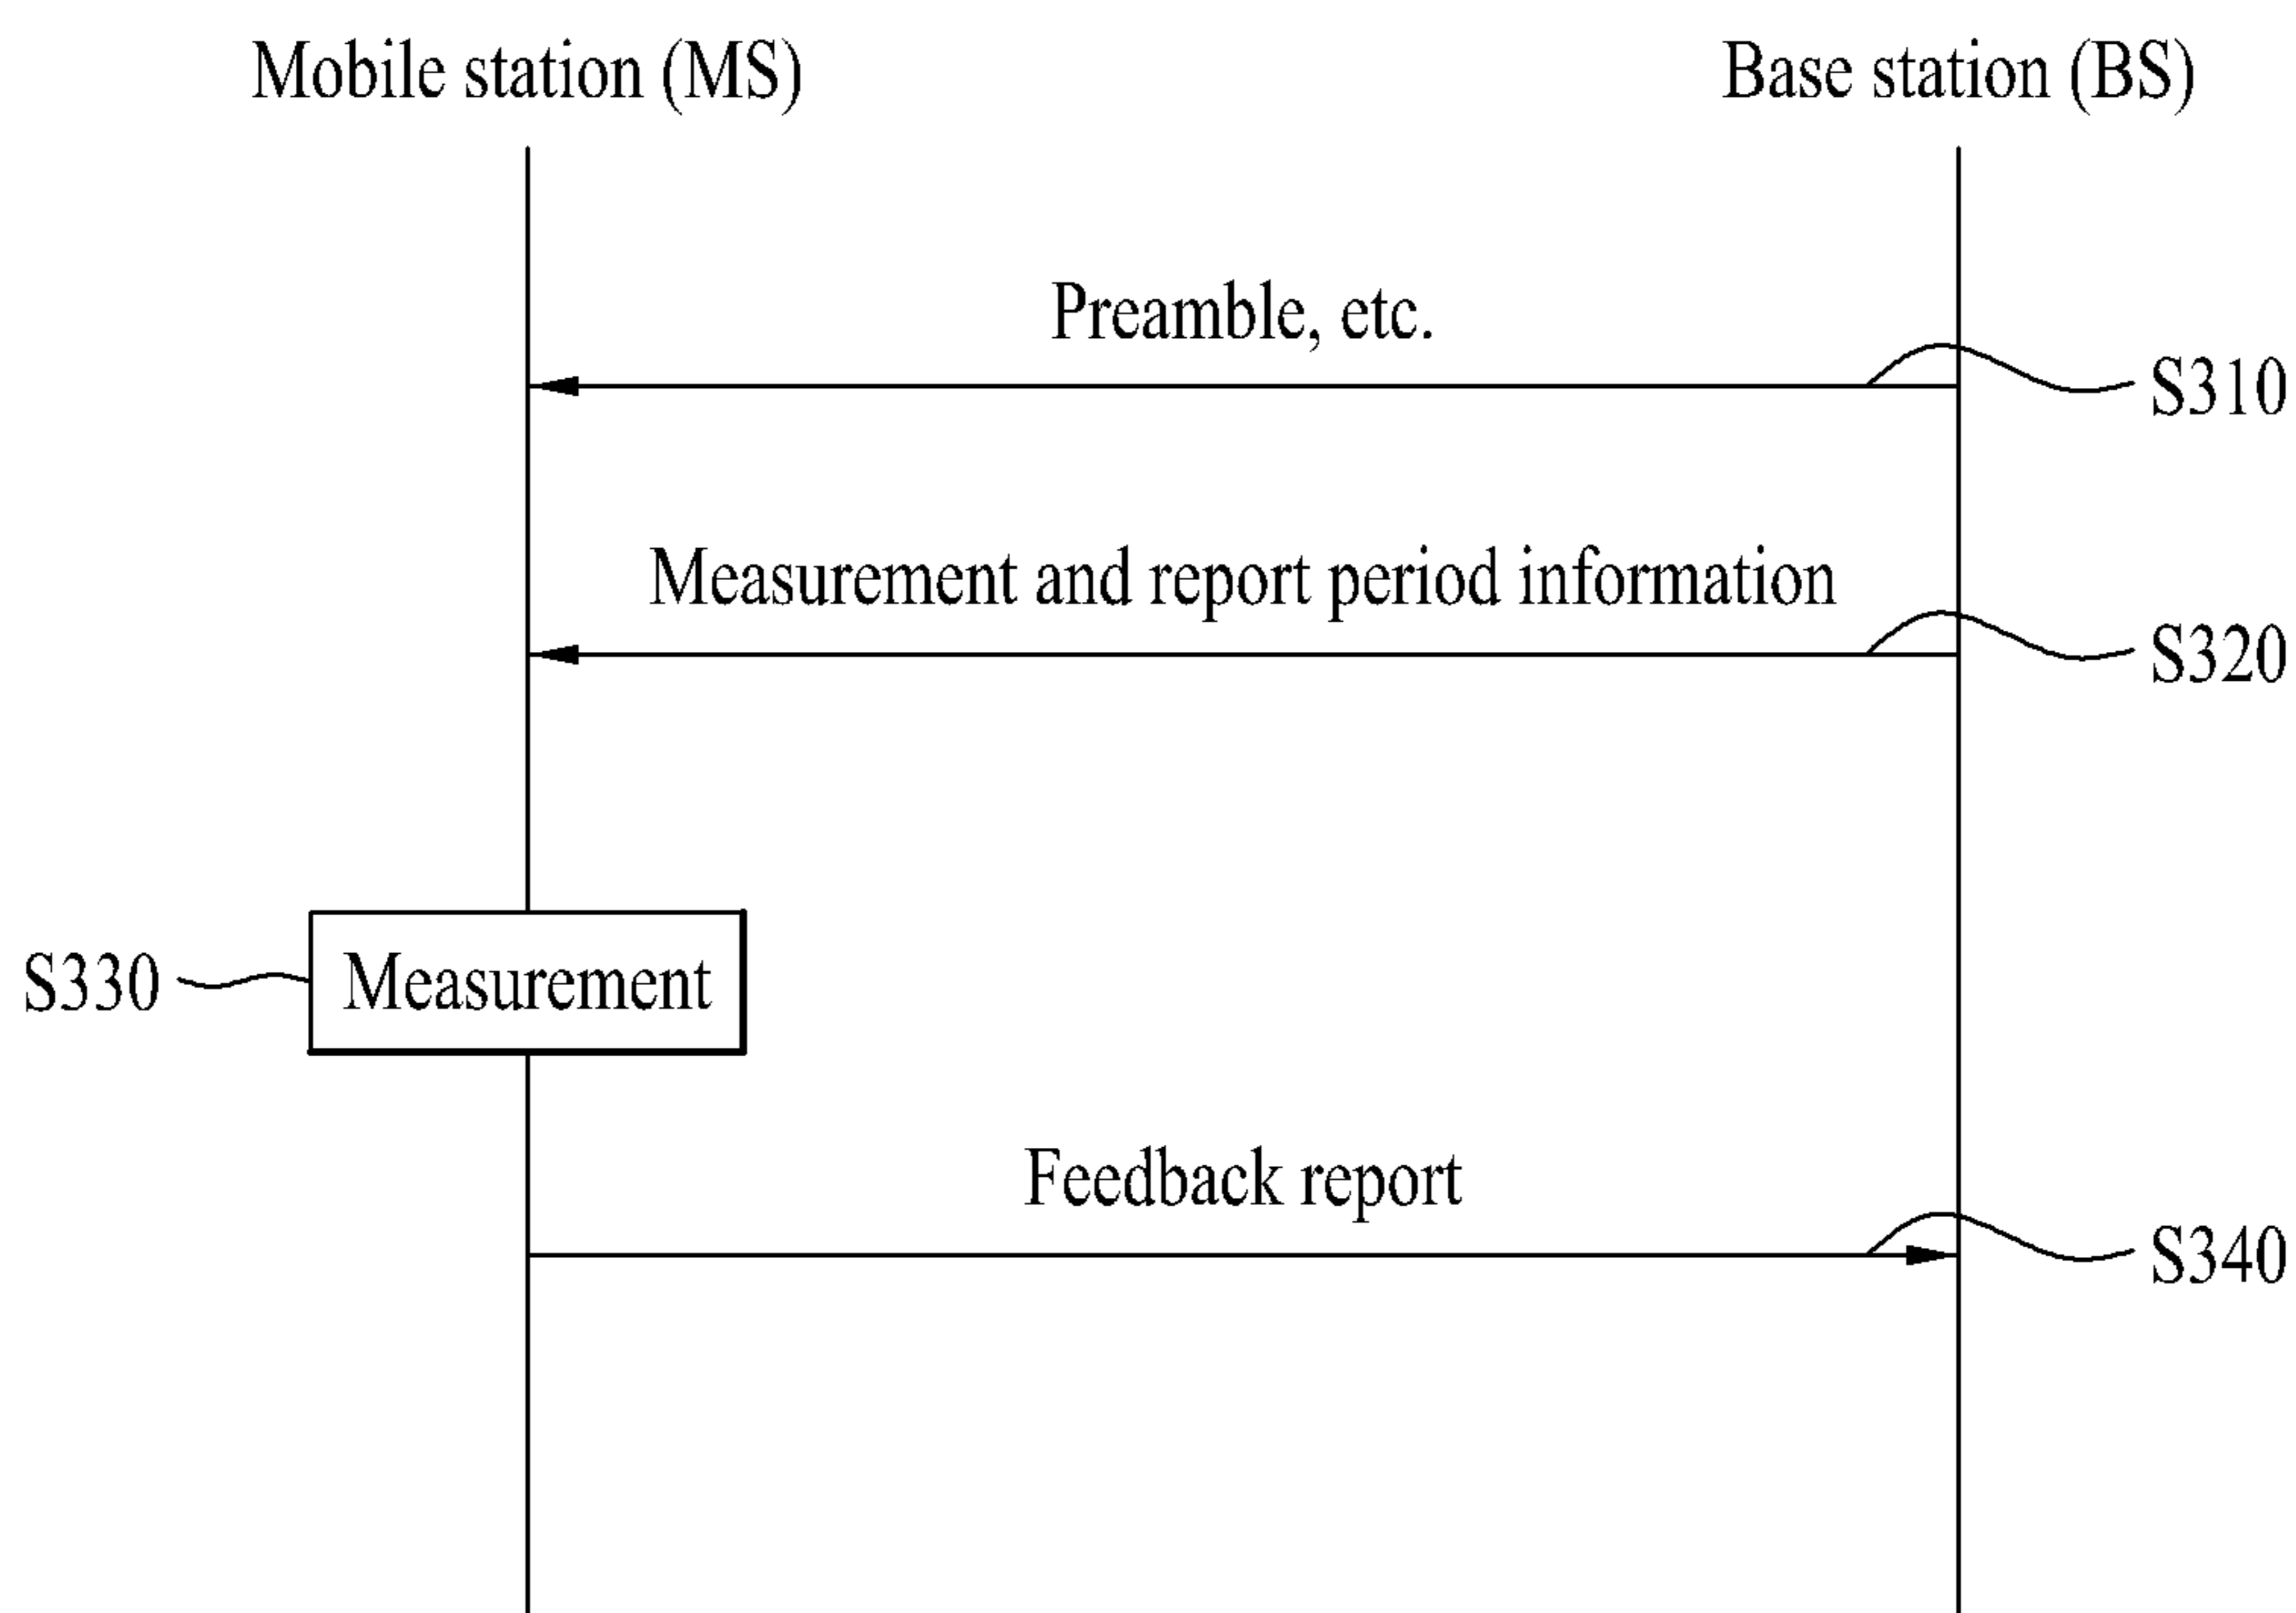 Mobile station (MS)
Base station (BS)
Preamble, etc.
S310
Measurement and report period information
S320
S330
Measurement
Feedback report
S340